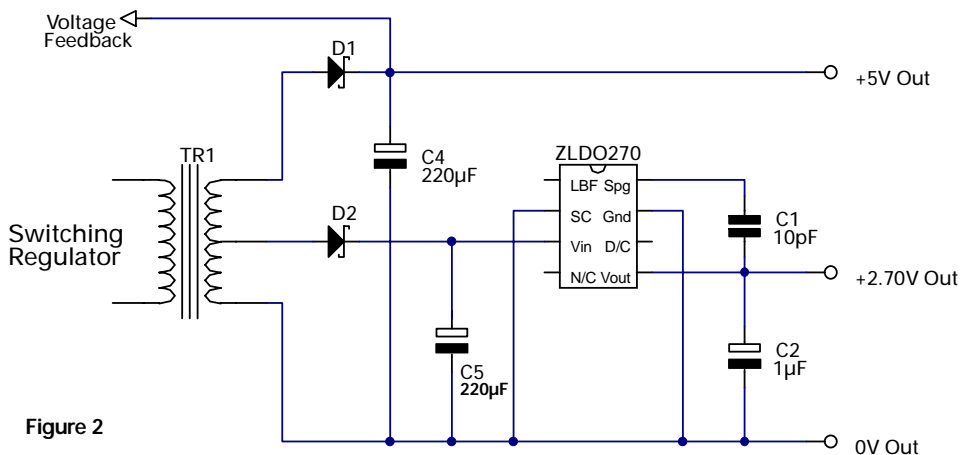 Voltage
Feedback
D1
+5V Out
TR1
C4
220µF
ZLDO270
LBF Spg
SC Gnd
Vin D/C
N/C Vout
C1
10pF
D2
Switching
Regulator
+2.70V Out
C2
1µF
C5
220µF
Figure 2
0V Out